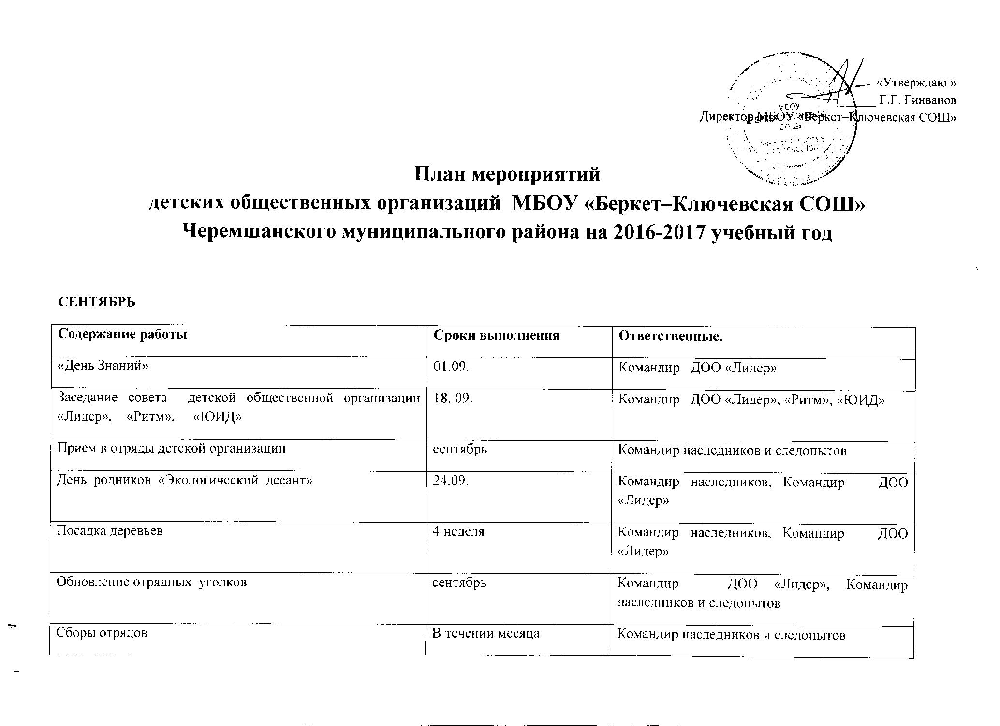 «Утверждаю »
Г.Г. Гинванов
Директор МБОУ «Беркет–Ключевская СОШ»
МБОУ
СОШ»
План мероприятий
детских общественных организаций МБОУ «Беркет–Ключевская СОШ»
Черемшанского муниципального района на 2016-2017 учебный год
СЕНТЯБРЬ
Содержание работы Сроки выполнения Ответственные.
«День Знаний» 01.09. Командир ДОО «Лидер»
Заседание совета детской общественной организации 18. 09. Командир ДОО «Лидер», «Ритм», «ЮИД»
«Лидер», «Ритм», «ЮИД»
Прием в отряды детской организации сентябрь Командир наследников и следопытов
День родников «Экологический десант» 24.09. Командир наследников, Командир ДОО
«Лидер»
Посадка деревьев 4 неделя Командир наследников, Командир ДОО
«Лидер»
Обновление отрядных уголков сентябрь Командир ДОО «Лидер», Командир
наследников и следопытов
Сборы отрядов В течении месяца Командир наследников и следопытов